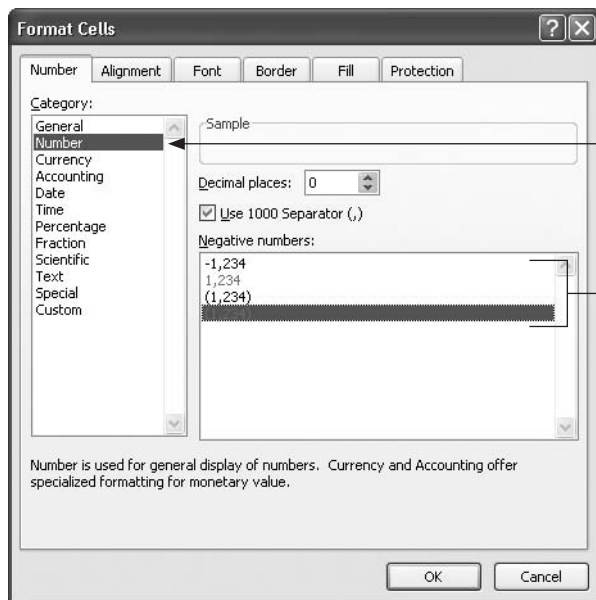 Format Cells
Number Alignment Font Border Fill Protection
Category:
General
Number
Currency
Accounting
Date
Time
Percentage
Fraction
Scientific
Text
Special
Custom
Sample
Decimal places: 0
Use 1000 Separator (,)
Negative numbers:
-1,234
1,234
(1,234)
(1,234)
Number is used for general display of numbers. Currency and Accounting offer
specialized formatting for monetary value.
OK Cancel